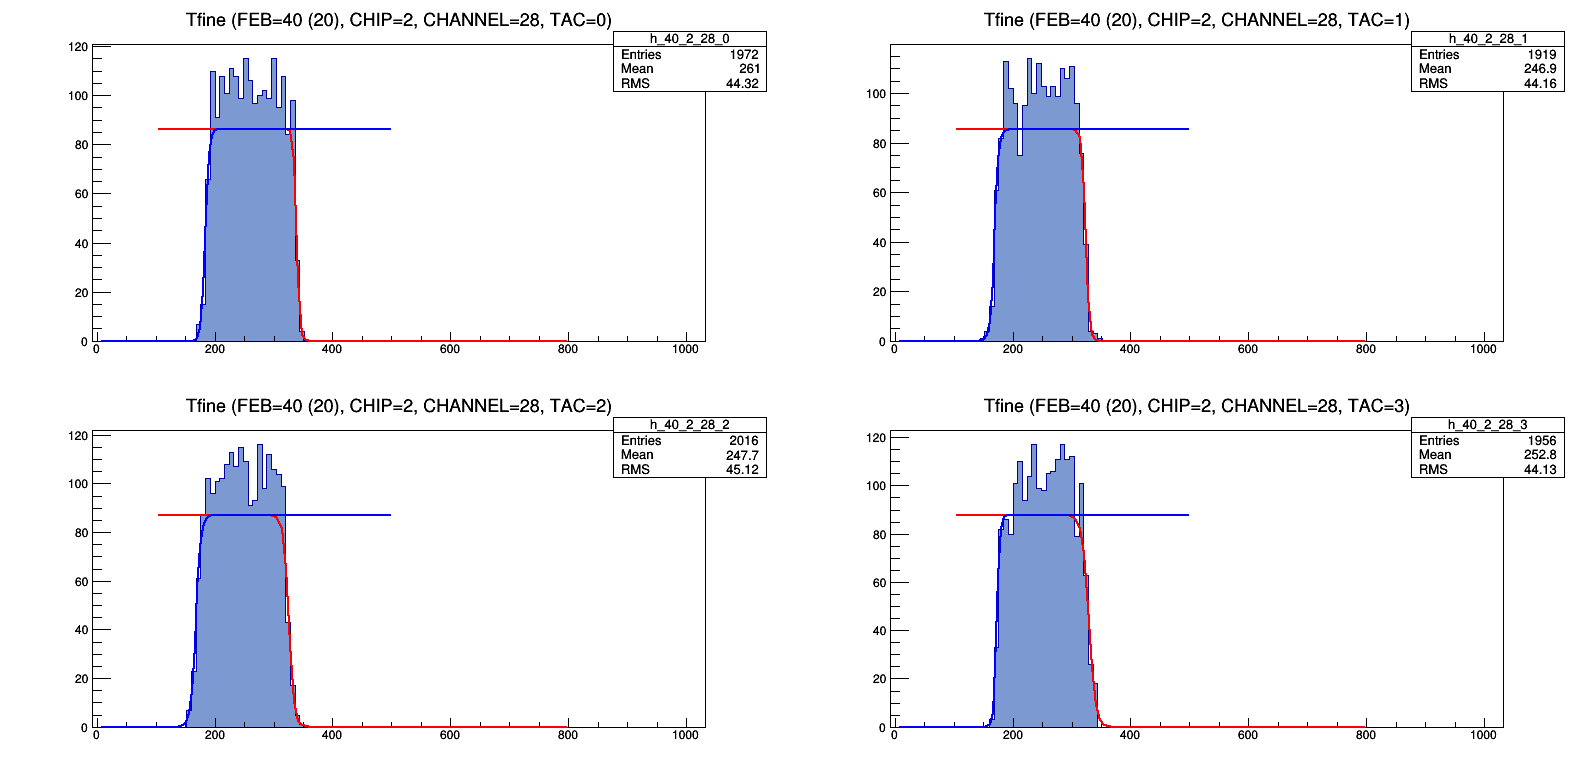 Tfine (FEB=40 (20), CHIP=2, CHANNEL=28, TAC=0)
h_40_2_28_0
Entries 1972
Mean 261
RMS 44.32
120
100
80
60
40
20
0
0 200 400 600 800 1000
Tfine (FEB=40 (20), CHIP=2, CHANNEL=28, TAC=1)
h_40_2_28_1
Entries 1919
Mean 246.9
RMS 44.16
100
80
60
40
20
0
0 200 400 600 800 1000
Tfine (FEB=40 (20), CHIP=2, CHANNEL=28, TAC=2)
h_40_2_28_2
Entries 2016
Mean 247.7
RMS 45.12
120
100
80
60
40
20
0
0 200 400 600 800 1000
Tfine (FEB=40 (20), CHIP=2, CHANNEL=28, TAC=3)
h_40_2_28_3
Entries 1956
Mean 252.8
RMS 44.13
120
100
80
60
40
20
0
0 200 400 600 800 1000